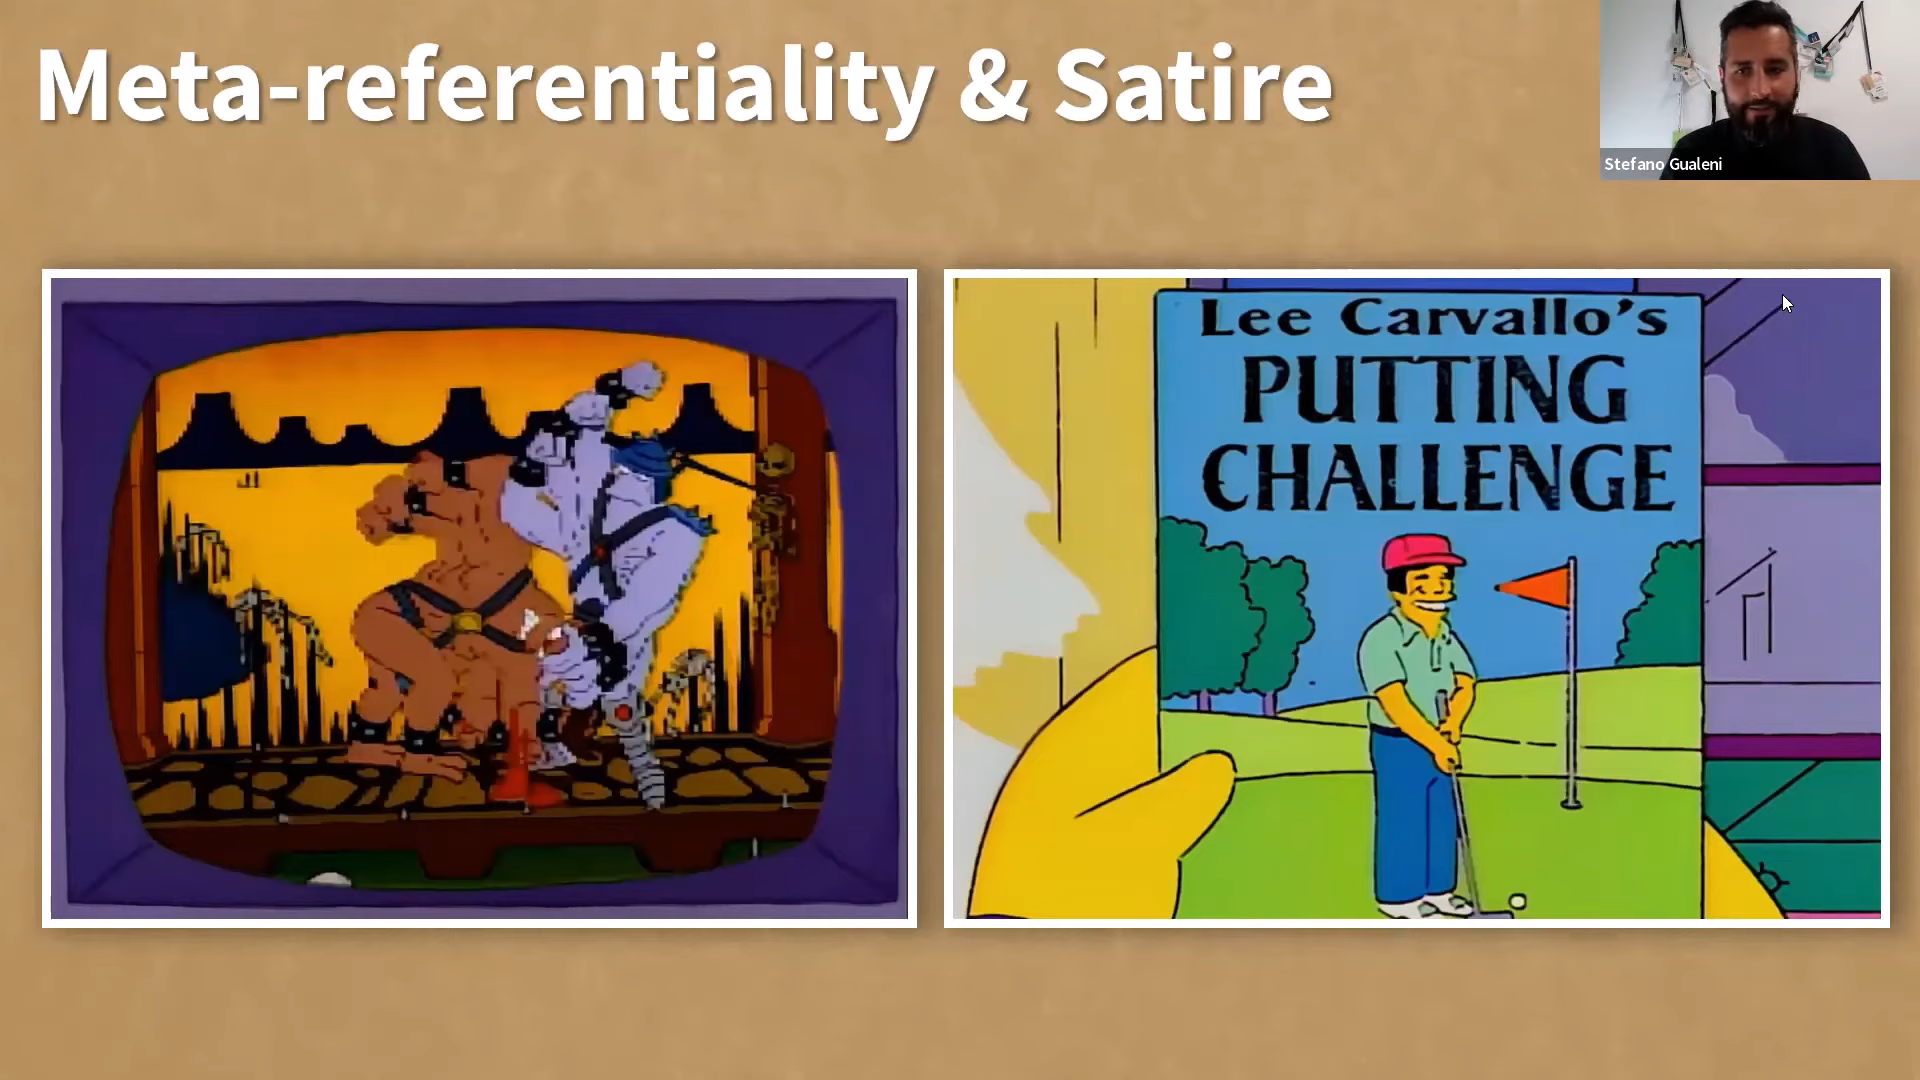 Meta-referentiality & Satire
Stefano Gualeni
Lee Carvallo's
PUTTING
CHALLENGE